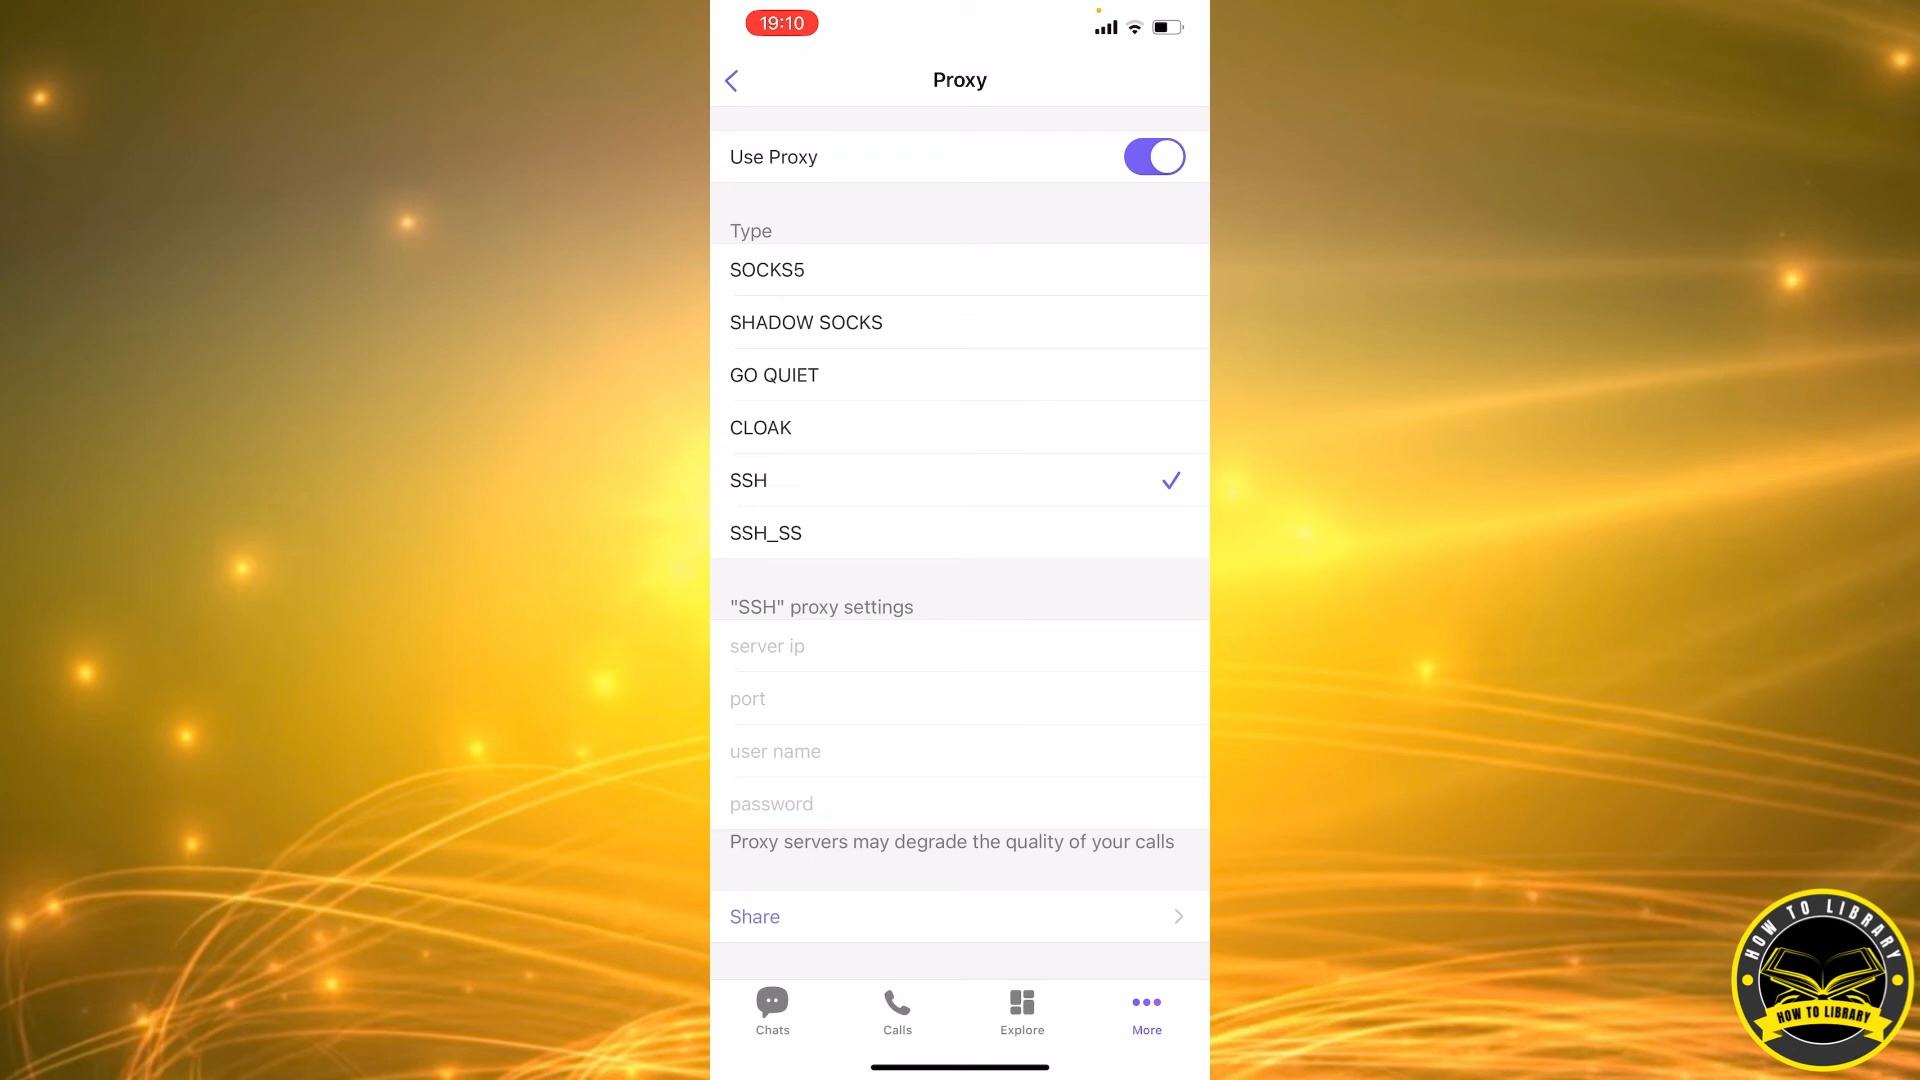 19:10
Proxy
Use Proxy
Type
SOCKS5
SHADOW SOCKS
GO QUIET
CLOAK
SSH
SSH_SS
"SSH" proxy settings
server ip
port
user name
password
Proxy servers may degrade the quality of your calls
Share
Chats
Calls
Explore
More
HOW TO LIBRARY
HOW TO LIBRARY